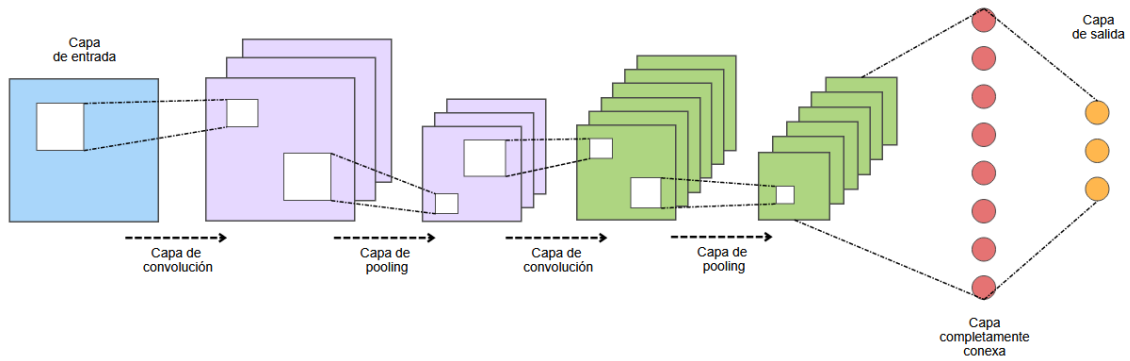 Capa
de entrada
Capa de
convolución
Capa de
pooling
Capa de
convolución
Capa de
pooling
Capa
completamente
conexa
Capa
de salida